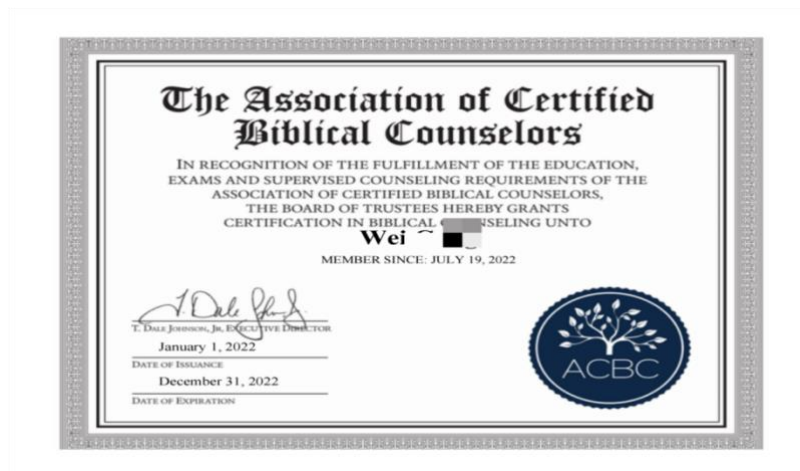 The Association of Certified
Biblical Counselors
IN RECOGNITION OF THE FULFILLMENT OF THE EDUCATION,
EXAMS AND SUPERVISED COUNSELING REQUIREMENTS OF THE
ASSOCIATION OF CERTIFIED BIBLICAL COUNSELORS,
THE BOARD OF TRUSTEES HEREBY GRANTS
CERTIFICATION IN BIBLICAL UNTO
Wei
MEMBER SINCE: JULY 19, 2022
T. DALE JOHNSON, JR. EXECUTIVE DIRECTOR
January 1, 2022
DATE OF ISSUANCE
December 31, 2022
DATE OF EXPIRATION
ACBC